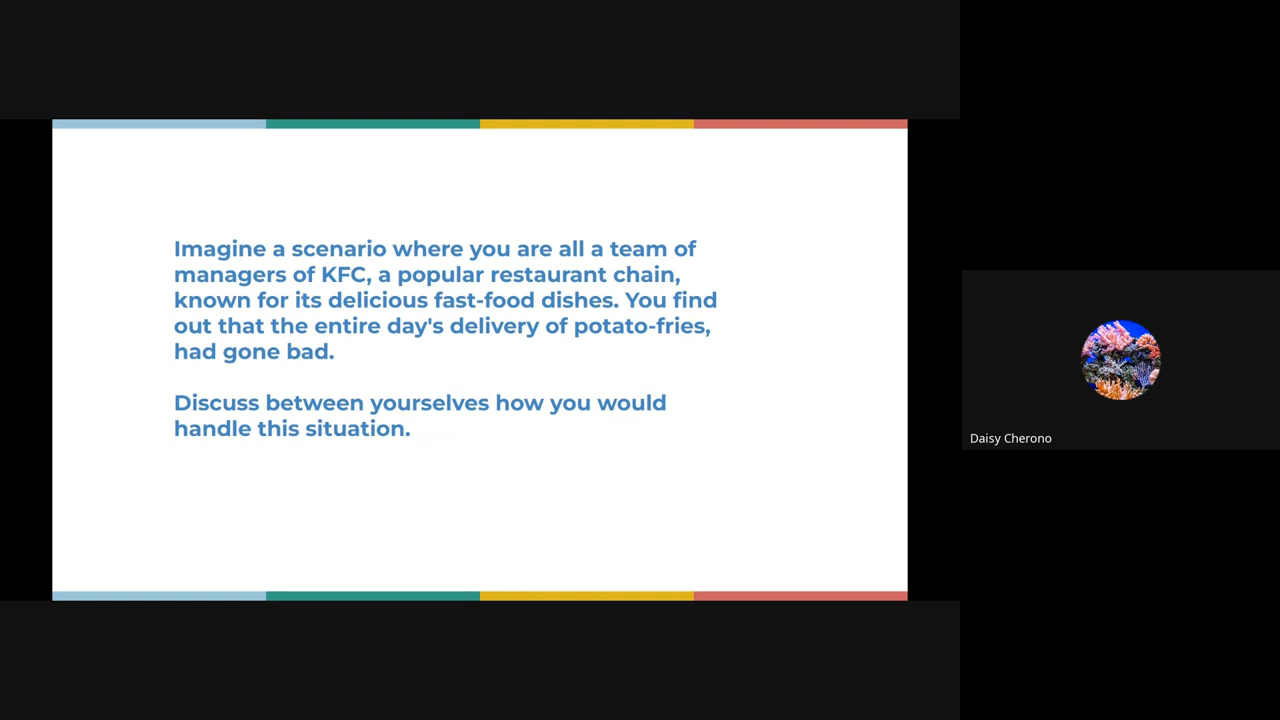 Imagine a scenario where you are all a team of
managers of KFC, a popular restaurant chain,
known for its delicious fast-food dishes. You find
out that the entire day's delivery of potato-fries,
had gone bad.
Discuss between yourselves how you would
handle this situation.
Daisy Cherono